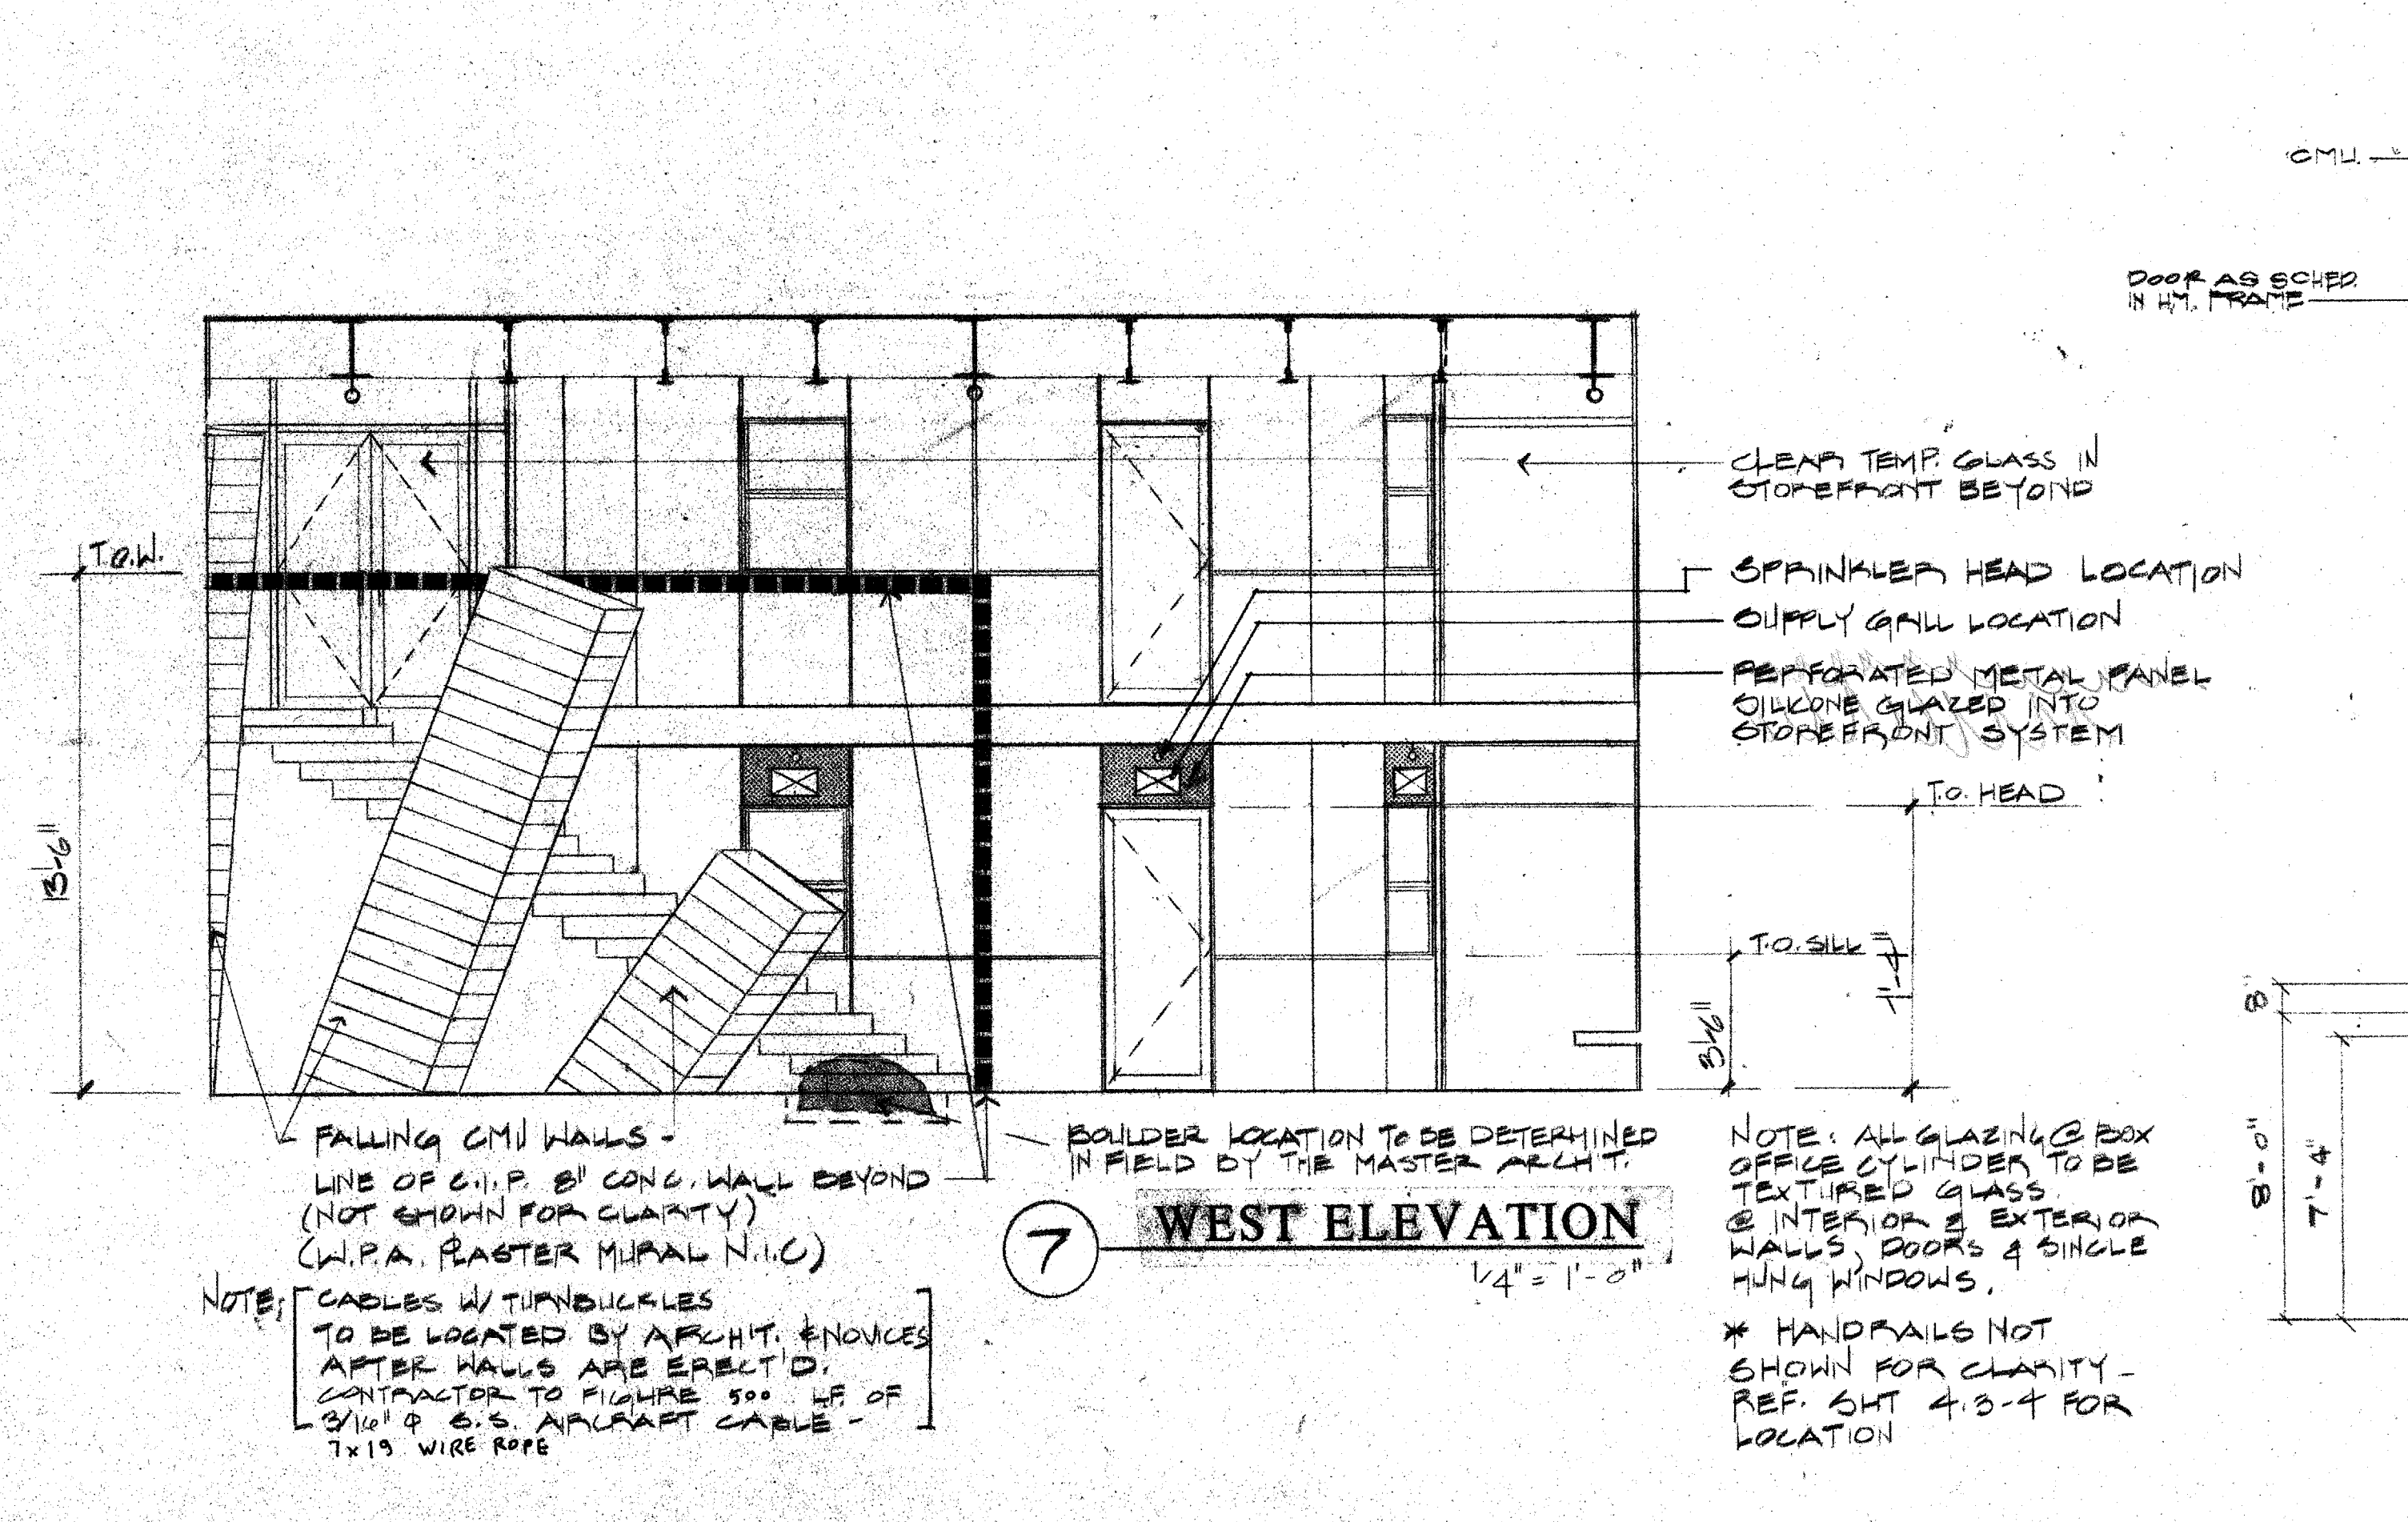 CMU.
DOOR AS SCHED.
IN H.M. FRAME
CLEAR TEMP. GLASS IN
STOREFRONT BEYOND
T.O.W.
SPRINKLER HEAD LOCATION
SUPPLY GRILL LOCATION
PERFORATED METAL PANEL
SILICONE GLAZED INTO
STOREFRONT SYSTEM
T.O. HEAD
13'-6"
T.O. SILL
7'-4"
3'-6"
8"
8'-0"
7'-4"
FALLING CMU WALLS -
LINE OF C.I.P. 8" CONC. WALL BEYOND
(NOT SHOWN FOR CLARITY)
(W.P.A. PLASTER MURAL N.I.C)
NOTE:
CABLES W/ TURNBUCKLES
TO BE LOCATED BY ARCHIT. & NOVICES
AFTER WALLS ARE ERECT'D.
CONTRACTOR TO FIGURE 500 LF. OF
3/16" φ S.S. AIRCRAFT CABLE -
7x19 WIRE ROPE
BOULDER LOCATION TO BE DETERMINED
IN FIELD BY THE MASTER ARCHIT.
7 WEST ELEVATION
1/4" = 1'-0"
NOTE: ALL GLAZING @ BOX
OFFICE CYLINDER TO BE
TEXTURED GLASS
@ INTERIOR & EXTERIOR
WALLS, DOORS & SINGLE
HUNG WINDOWS.
* HANDRAILS NOT
SHOWN FOR CLARITY -
REF. SHT 4.3-4 FOR
LOCATION